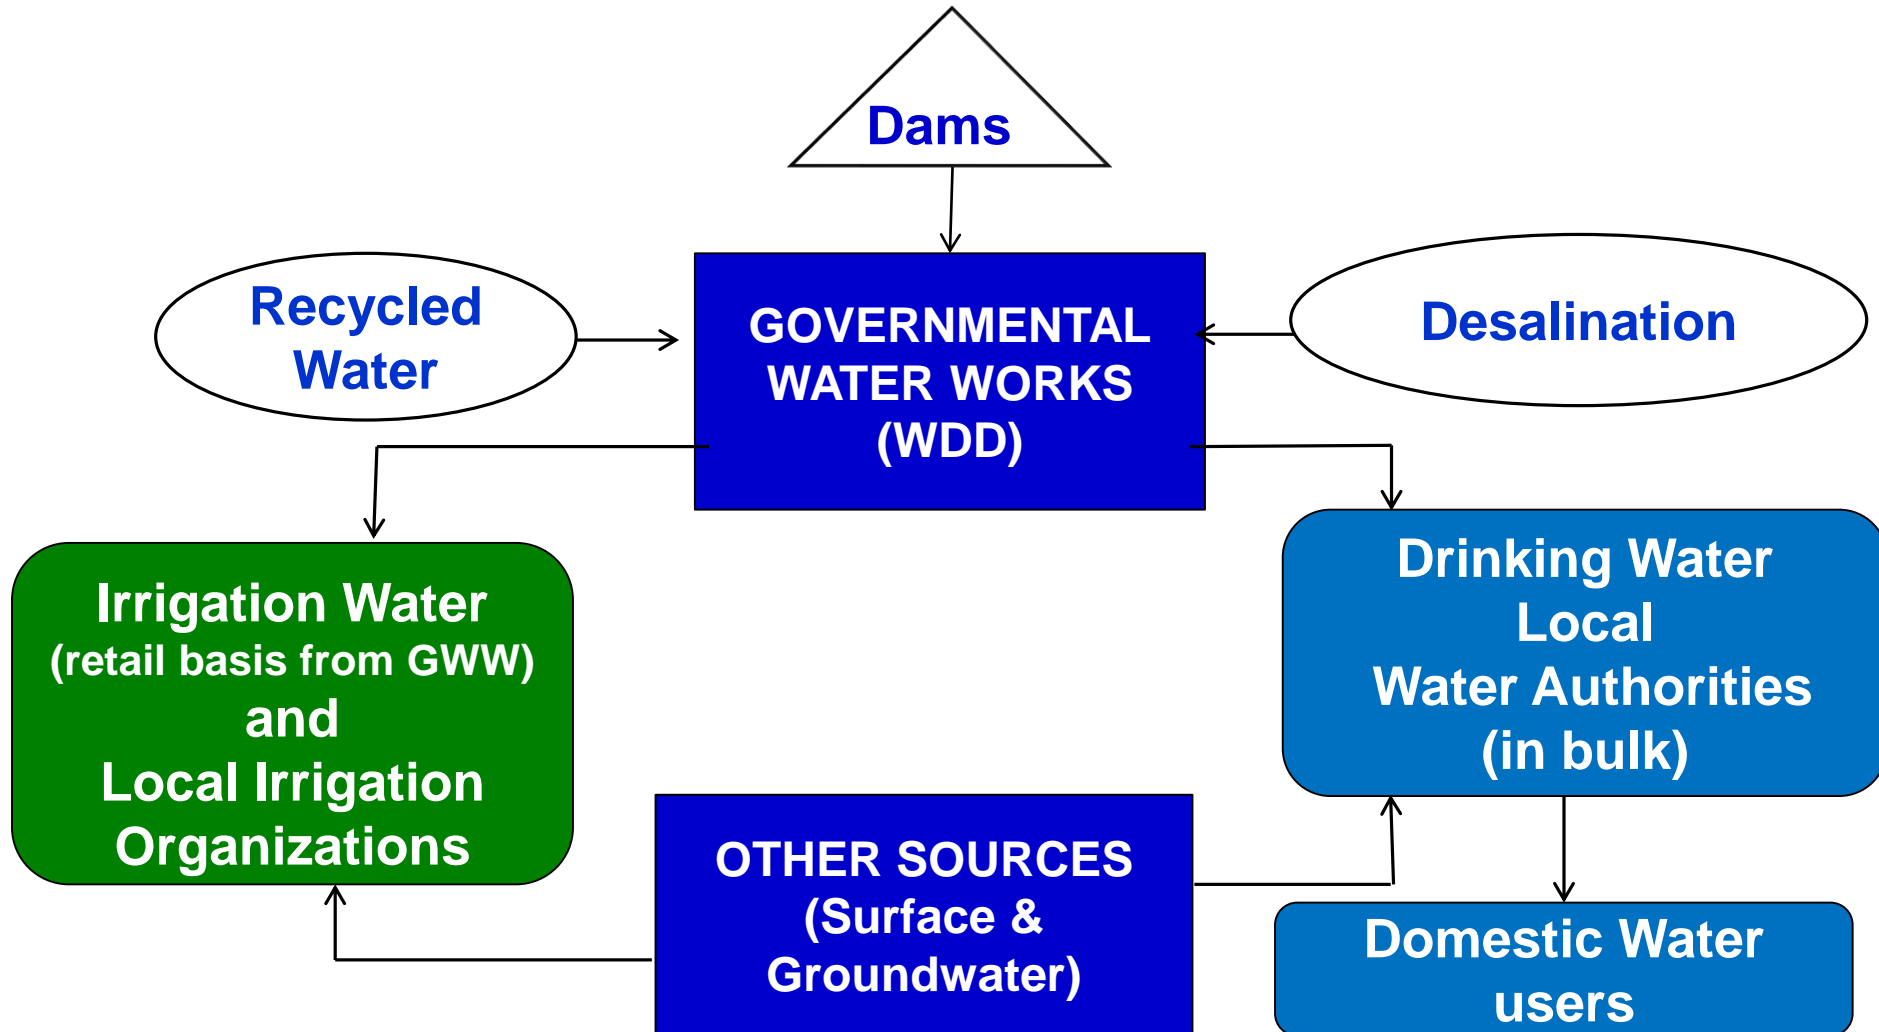 Dams
Recycled
Water
GOVERNMENTAL
WATER WORKS
(WDD)
Desalination
Irrigation Water
(retail basis from GWW)
and
Local Irrigation
Organizations
Drinking Water
Local
Water Authorities
(in bulk)
OTHER SOURCES
(Surface &
Groundwater)
Domestic Water
users